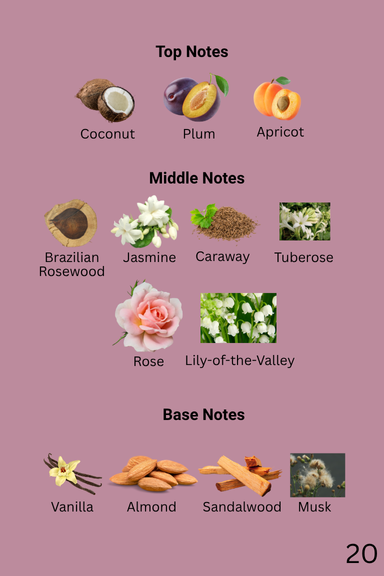 Top Notes
Coconut
Plum
Apricot
Middle Notes
Brazilian
Rosewood
Jasmine
Caraway
Tuberose
Rose
Lily-of-the-Valley
Base Notes
Vanilla
Almond
Sandalwood
Musk
20